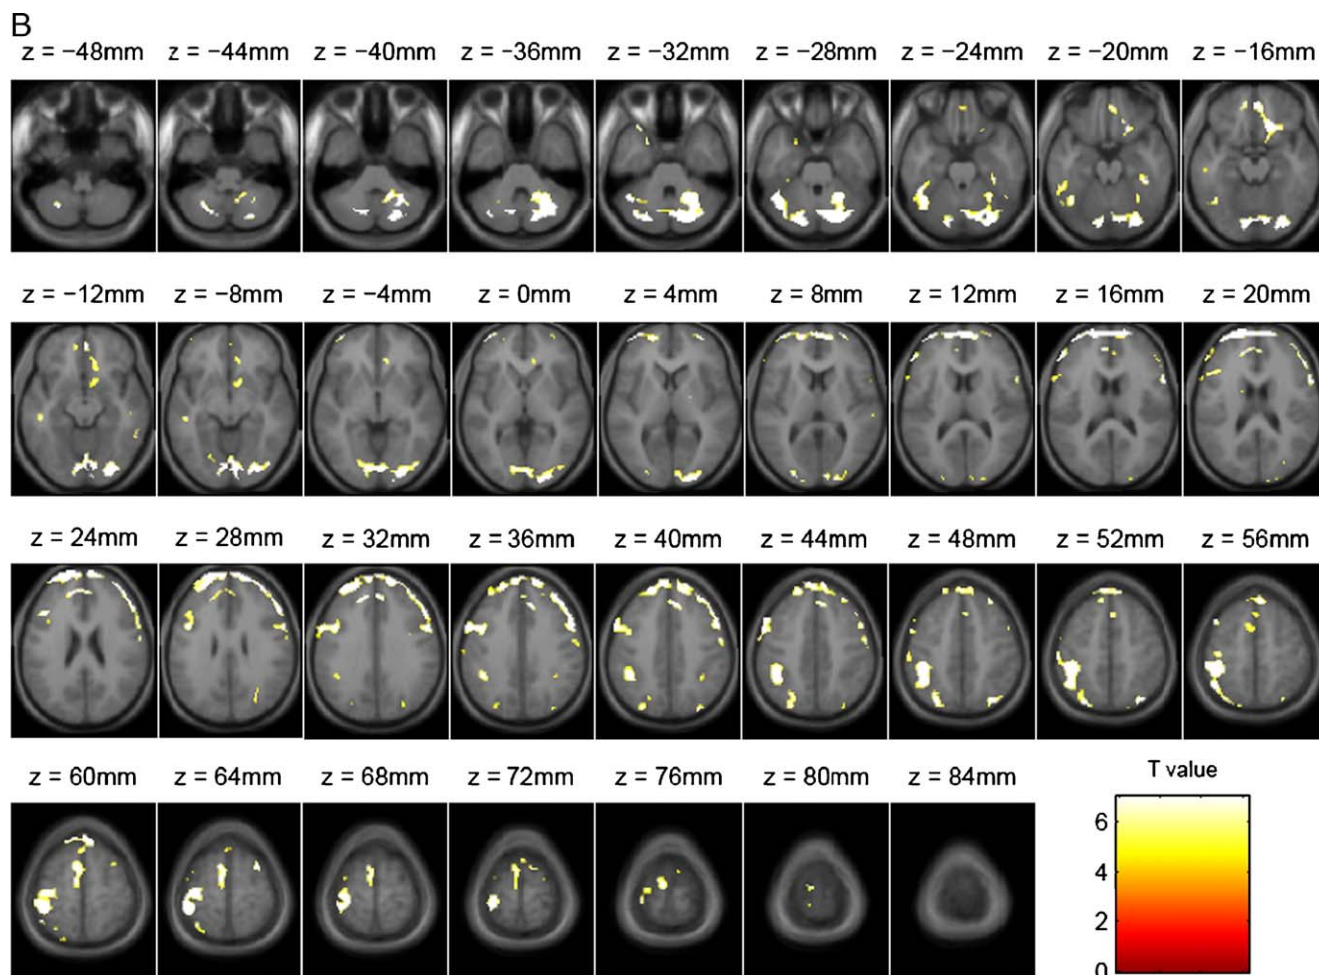 B
z = −48mm z = −44mm z = −40mm z = −36mm z = −32mm z = −28mm z = −24mm z = −20mm z = −16mm
z = −12mm z = −8mm z = −4mm z = 0mm z = 4mm z = 8mm z = 12mm z = 16mm z = 20mm
z = 24mm z = 28mm z = 32mm z = 36mm z = 40mm z = 44mm z = 48mm z = 52mm z = 56mm
z = 60mm z = 64mm z = 68mm z = 72mm z = 76mm z = 80mm z = 84mm T value
6
4
2
0